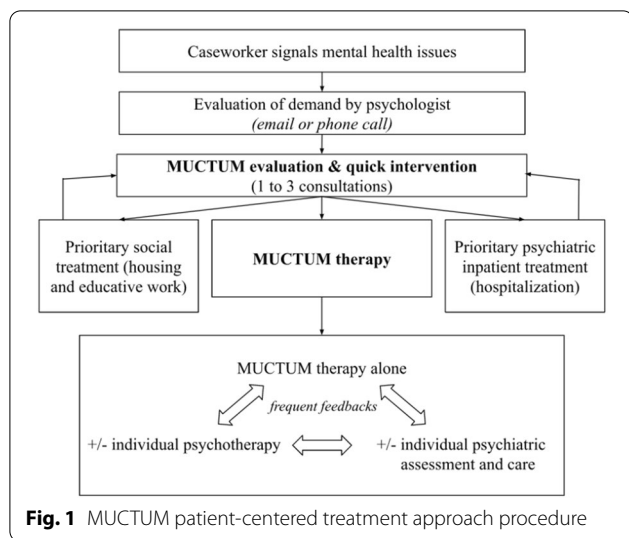 Caseworker signals mental health issues
Evaluation of demand by psychologist
(email or phone call)
MUCTUM evaluation & quick intervention
(1 to 3 consultations)
Prioritary social
treatment (housing
and educative work)
MUCTUM therapy
Prioritary psychiatric
inpatient treatment
(hospitalization)
MUCTUM therapy alone
frequent feedbacks
+/- individual psychotherapy
+/- individual psychiatric
assessment and care
Fig. 1 MUCTUM patient-centered treatment approach procedure